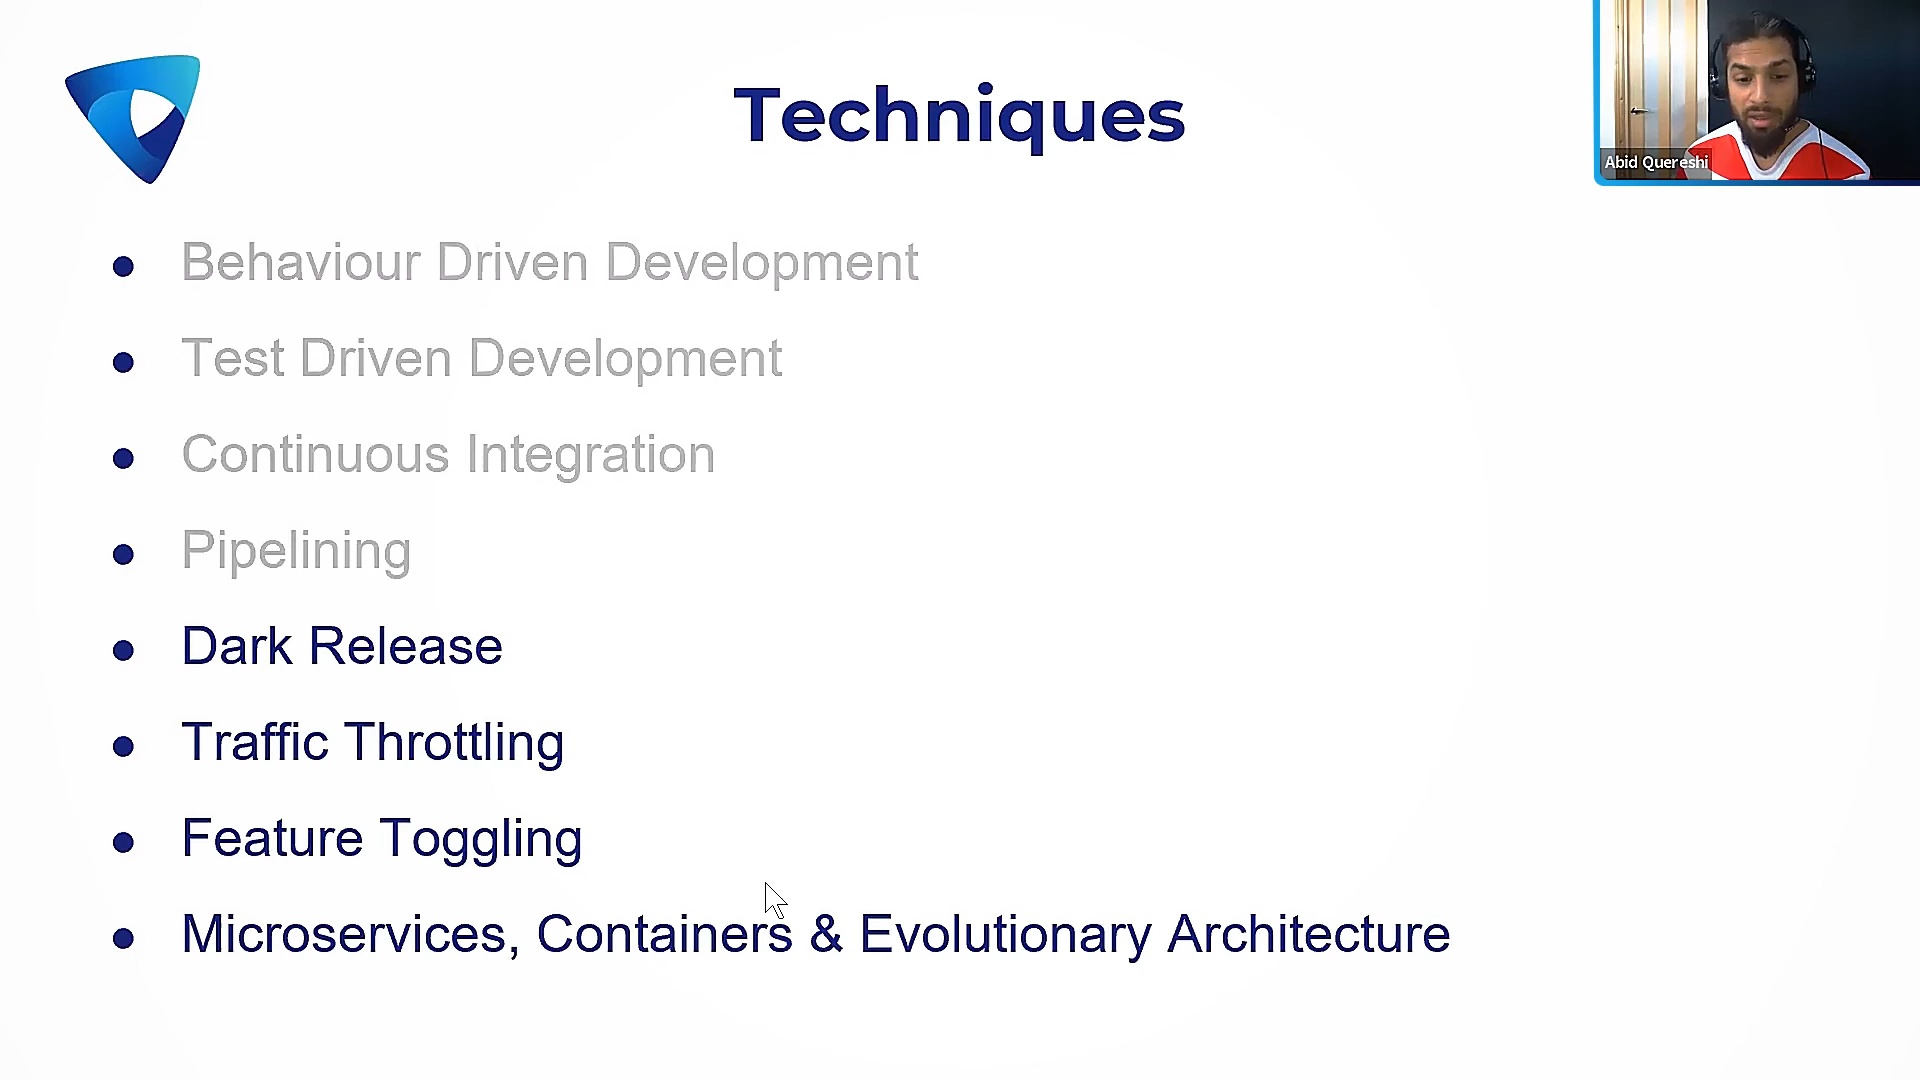 Techniques
Abid Quereshi
Behaviour Driven Development
Test Driven Development
Continuous Integration
Pipelining
Dark Release
Traffic Throttling
Feature Toggling
Microservices, Containers & Evolutionary Architecture